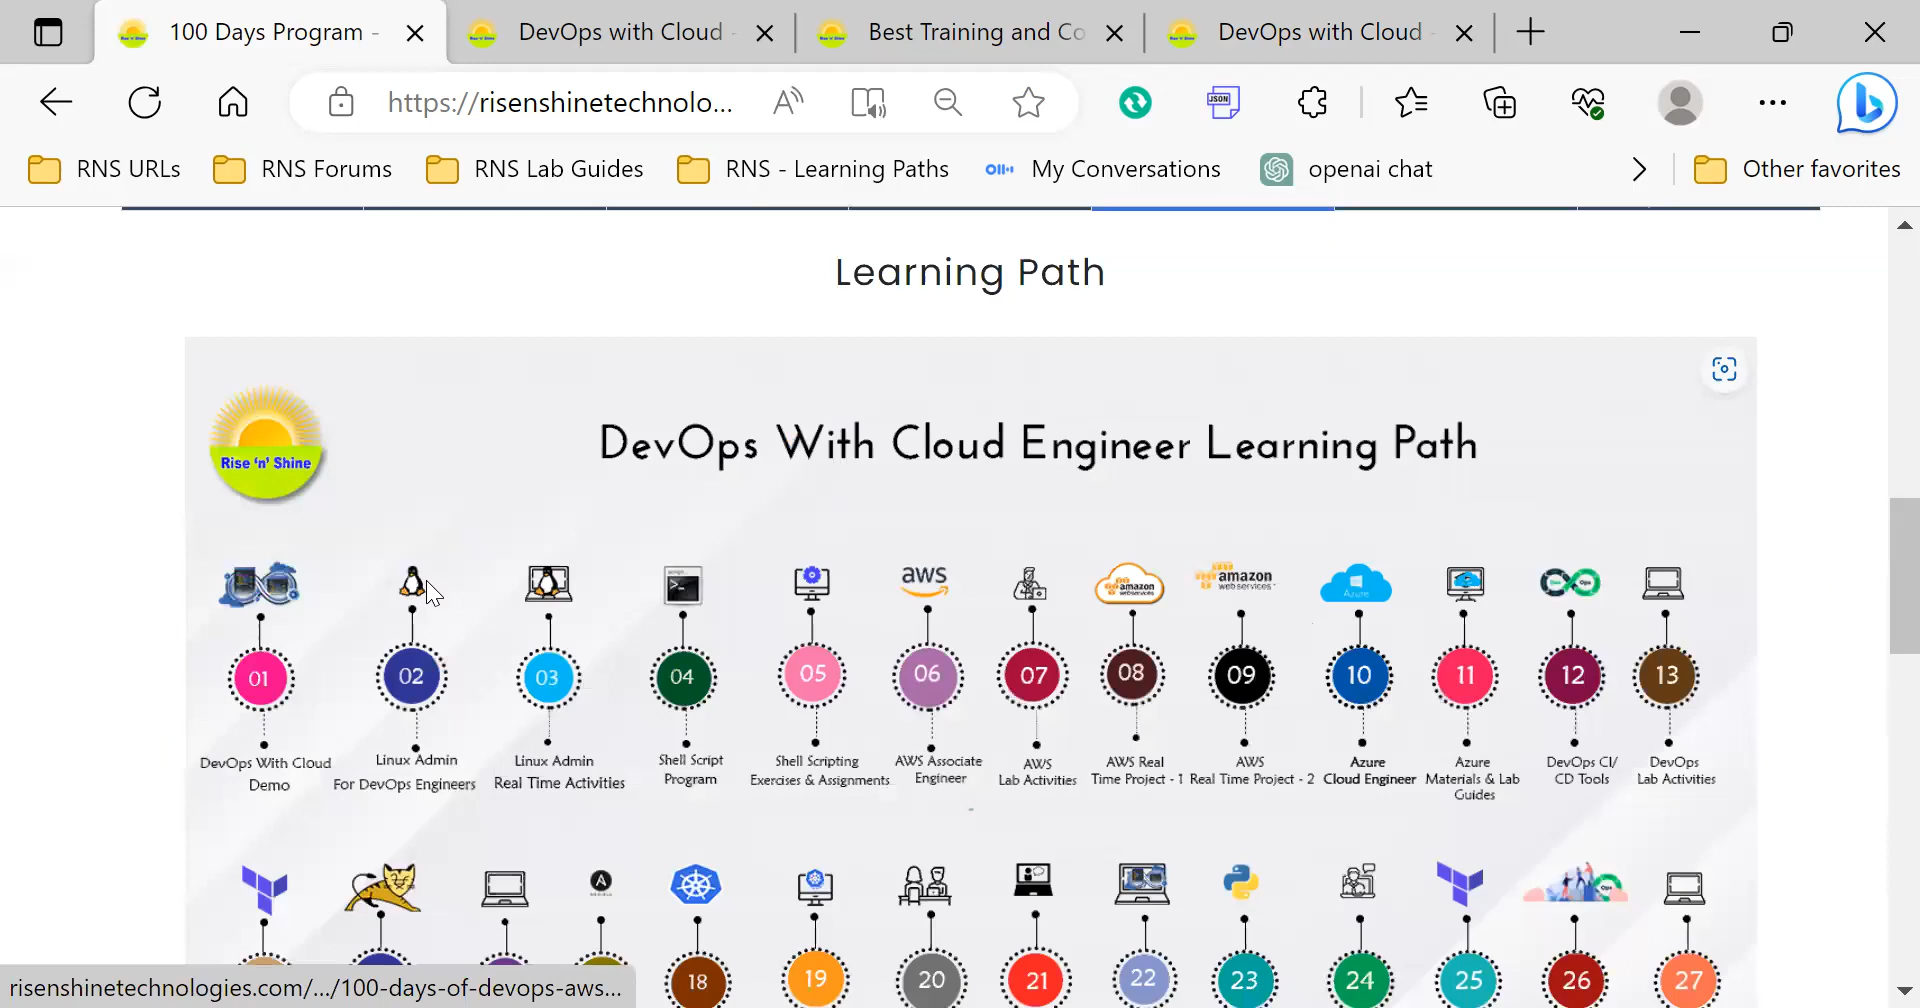 100 Days Program -
DevOps with Cloud -
Best Training and Co
DevOps with Cloud -
https://risenshinetechnolo...
JSON
RNS URLs
RNS Forums
RNS Lab Guides
RNS - Learning Paths
My Conversations
openai chat
Other favorites
Learning Path
Rise 'n' Shine
DevOps With Cloud Engineer Learning Path
aws
amazon
webservices
amazon
webservices
Azure
01
02
03
04
05
06
07
08
09
10
11
12
13
DevOps With Cloud
Demo
Linux Admin
For DevOps Engineers
Linux Admin
Real Time Activities
Shell Script
Program
Shell Scripting
Exercises & Assignments
AWS Associate
Engineer
AWS
Lab Activities
AWS Real
Time Project - 1
AWS
Real Time Project - 2
Azure
Cloud Engineer
Azure
Materials & Lab
Guides
DevOps CI/
CD Tools
DevOps
Lab Activities
18
19
20
21
22
23
24
25
26
27
risenshinetechnologies.com/.../100-days-of-devops-aws...